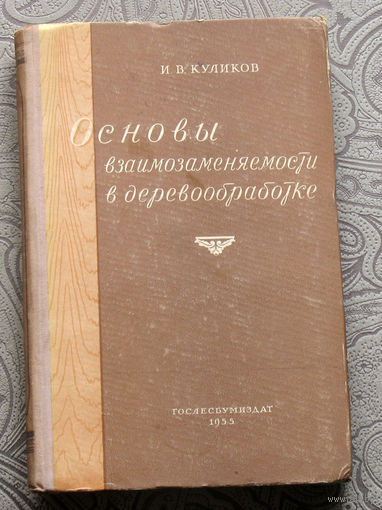 И. В. КУЛИКОВ
Основы
взаимозаменяемости
в деревообработке
ГОСЛЕСБУМИЗДАТ
1955